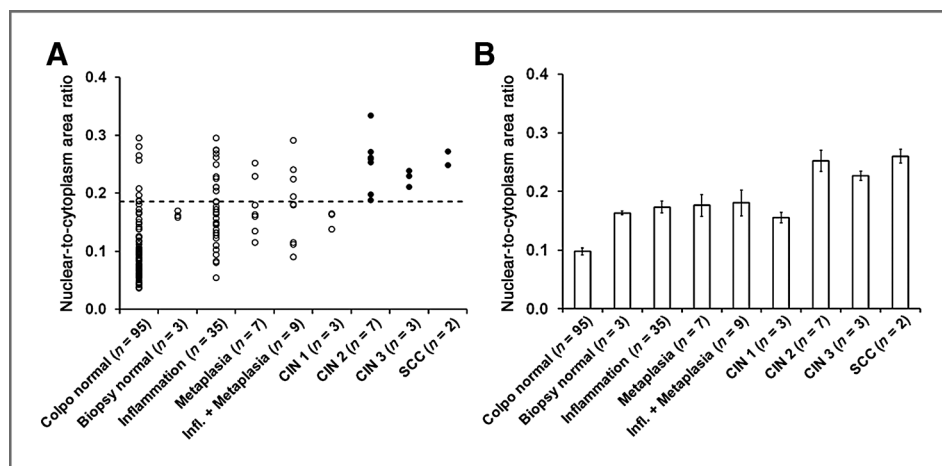 A
Nuclear-to-cytoplasm area ratio
0.4
0.3
0.2
0.1
0.0
Colpo normal (n = 95)
Biopsy normal (n = 3)
Inflammation (n = 35)
Metaplasia (n = 7)
Infl. + Metaplasia (n = 9)
CIN 1 (n = 3)
CIN 2 (n = 7)
CIN 3 (n = 3)
SCC (n = 2)
B
Nuclear-to-cytoplasm area ratio
0.4
0.3
0.2
0.1
0.0
Colpo normal (n = 95)
Biopsy normal (n = 3)
Inflammation (n = 35)
Metaplasia (n = 7)
Infl. + Metaplasia (n = 9)
CIN 1 (n = 3)
CIN 2 (n = 7)
CIN 3 (n = 3)
SCC (n = 2)